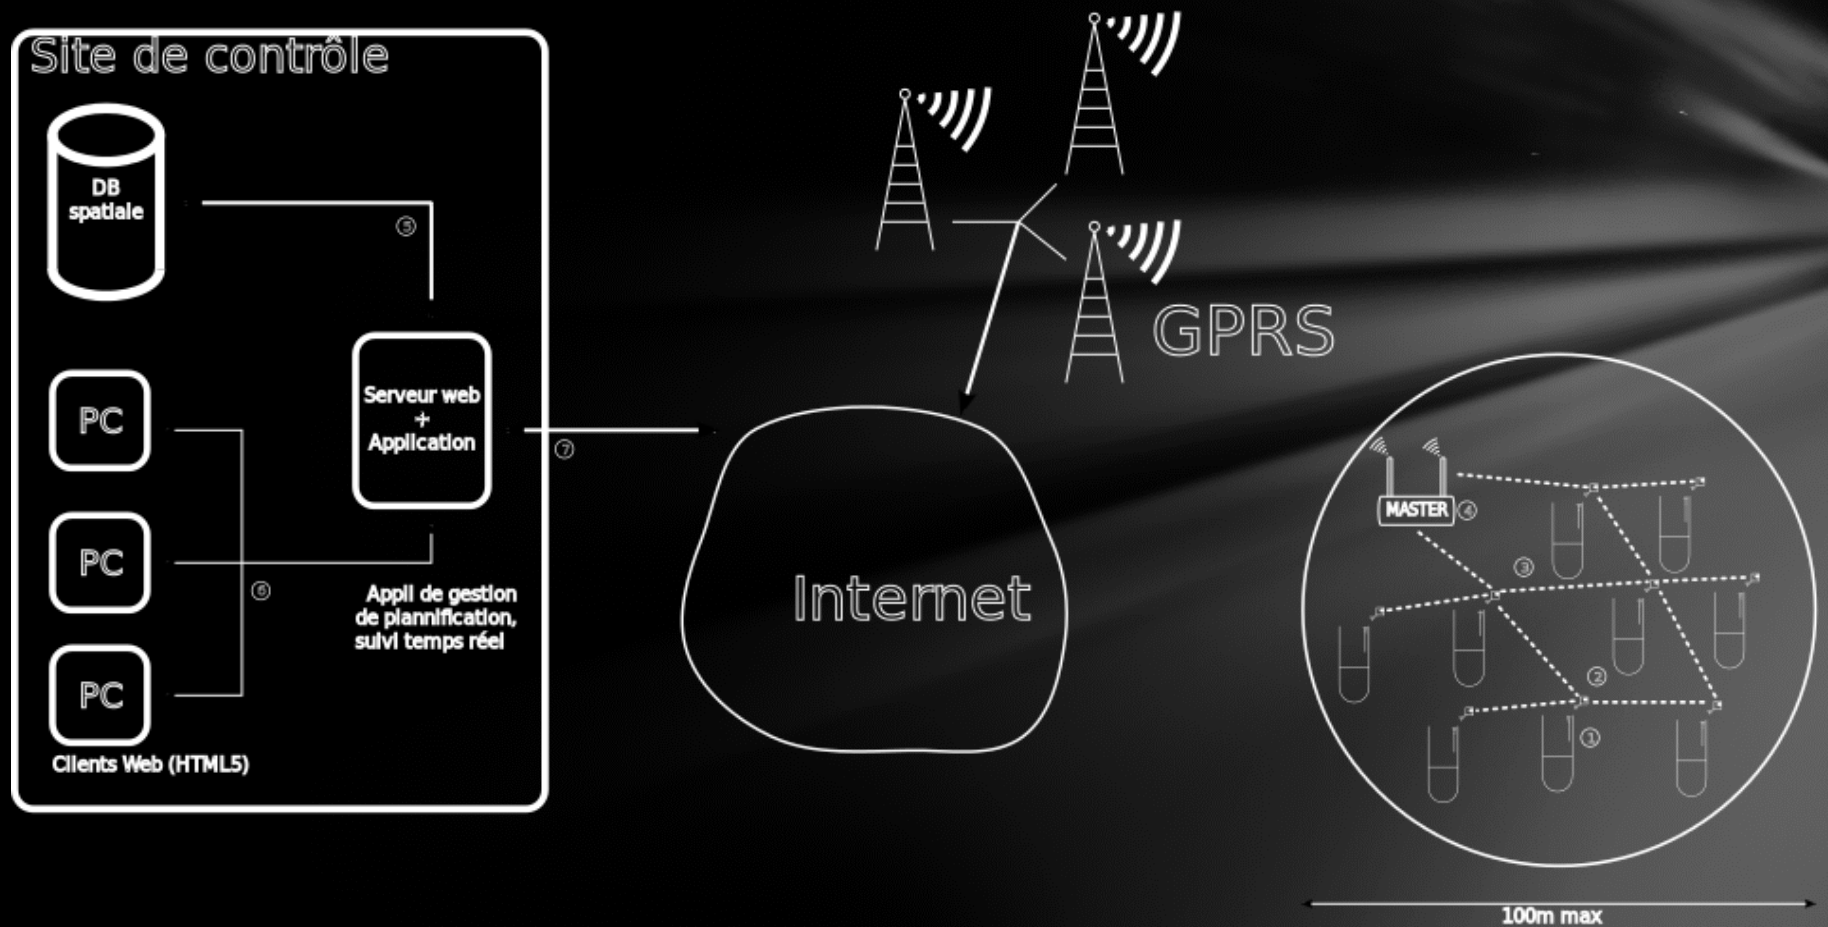 Site de contrôle
DB
spatiale
⑤
PC
Serveur web
+
Application
⑦
PC
⑥
Appli de gestion
de plannification,
suivi temps réel
PC
Clients Web (HTML5)
GPRS
Internet
MASTER
④
③
②
①
100m max